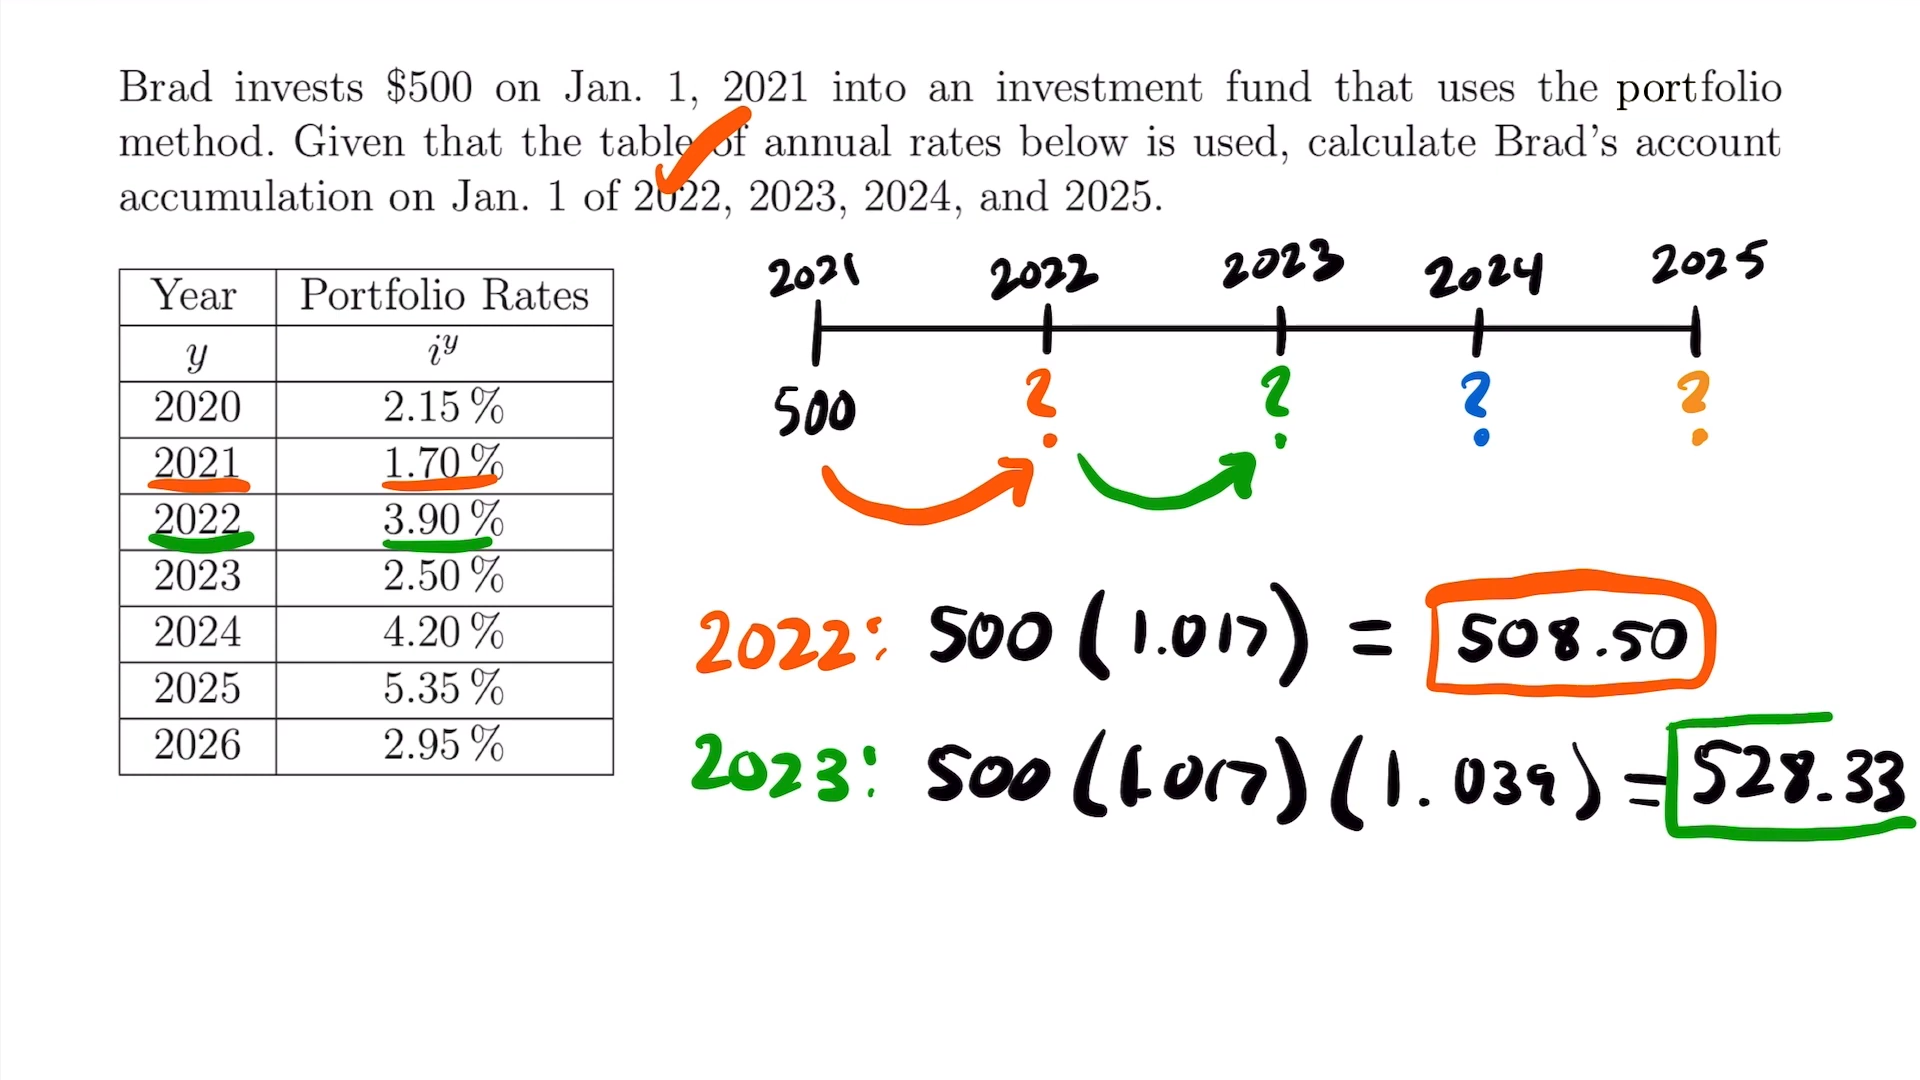 Brad invests $500 on Jan. 1, 2021 into an investment fund that uses the portfolio
method. Given that the table of annual rates below is used, calculate Brad's account
accumulation on Jan. 1 of 2022, 2023, 2024, and 2025.
Year Portfolio Rates
y i^y
2020 2.15 %
2021 1.70 %
2022 3.90 %
2023 2.50 %
2024 4.20 %
2025 5.35 %
2026 2.95 %
2021 2022 2023 2024 2025
500 ? ? ? ?
2022: 500 (1.017) = 508.50
2023: 500 (1.017) (1.039) = 528.33